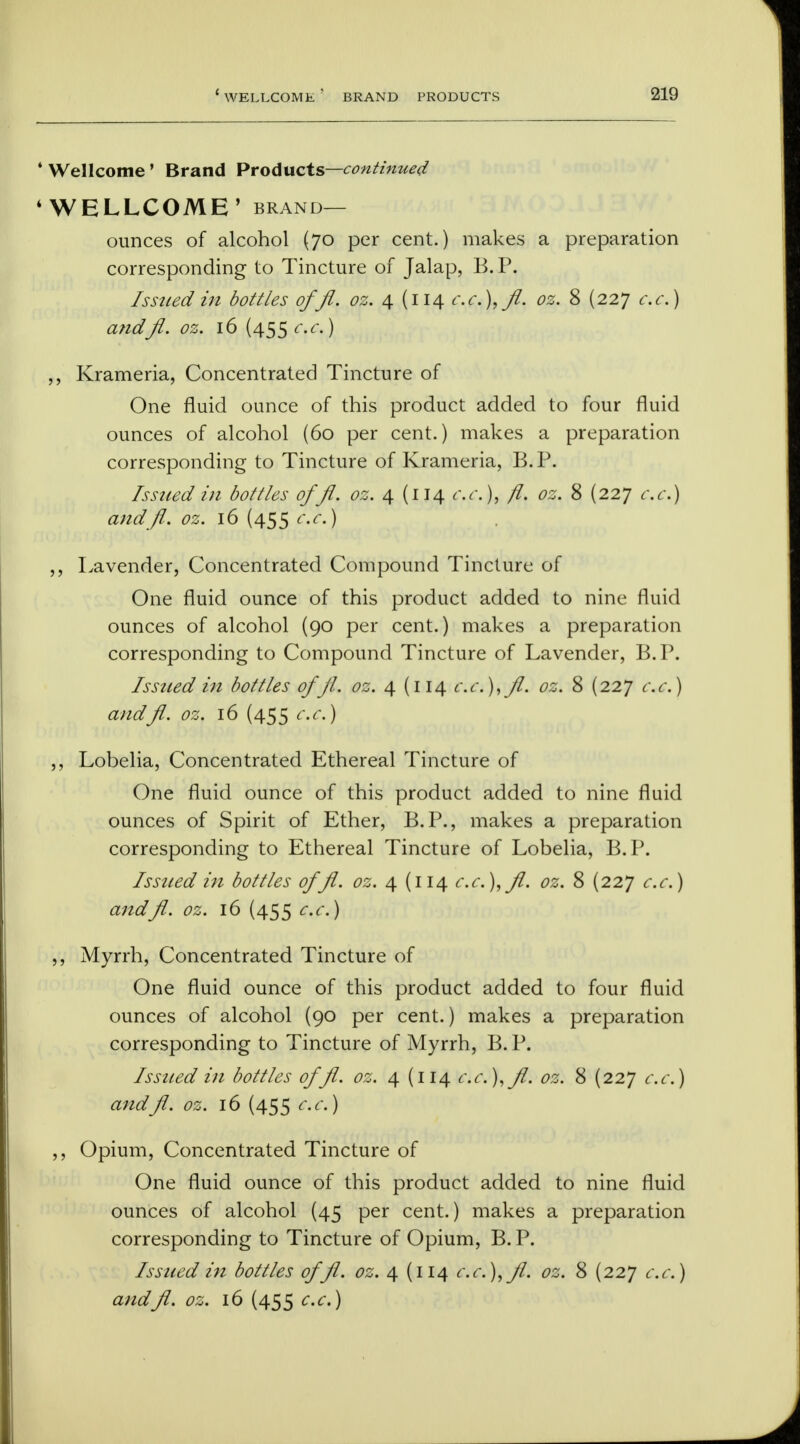 ‘WELLCOME’ BRAND PRODUCTS 219
‘Wellcome’ Brand Products—continued
‘WELLCOME’ BRAND—
ounces of alcohol (70 per cent.) makes a preparation
corresponding to Tincture of Jalap, B.P.
Issued in bottles of fl. oz. 4 (114 c.c.), fl. oz. 8 (227 c.c.)
and fl. oz. 16 (455 c.c.)
,, Krameria, Concentrated Tincture of
One fluid ounce of this product added to four fluid
ounces of alcohol (60 per cent.) makes a preparation
corresponding to Tincture of Krameria, B.P.
Issued in bottles of fl. oz. 4 (114 c.c.), fl. oz. 8 (227 c.c.)
and fl. oz. 16 (455 c.c.)
,, Lavender, Concentrated Compound Tincture of
One fluid ounce of this product added to nine fluid
ounces of alcohol (90 per cent.) makes a preparation
corresponding to Compound Tincture of Lavender, B.P.
Issued in bottles of fl. oz. 4 (114 c.c.), fl. oz. 8 (227 c.c.)
and fl. oz. 16 (455 c.c.)
,, Lobelia, Concentrated Ethereal Tincture of
One fluid ounce of this product added to nine fluid
ounces of Spirit of Ether, B.P., makes a preparation
corresponding to Ethereal Tincture of Lobelia, B.P.
Issued in bottles of fl. oz. 4 (114 c.c.), fl. oz. 8 (227 c.c.)
and fl. oz. 16 (455 c.c.)
,, Myrrh, Concentrated Tincture of
One fluid ounce of this product added to four fluid
ounces of alcohol (90 per cent.) makes a preparation
corresponding to Tincture of Myrrh, B.P.
Issued in bottles of fl. oz. 4 (114 c.c.), fl. oz. 8 (227 c.c.)
and fl. oz. 16 (455 c.c.)
,, Opium, Concentrated Tincture of
One fluid ounce of this product added to nine fluid
ounces of alcohol (45 per cent.) makes a preparation
corresponding to Tincture of Opium, B.P.
Issued in bottles of fl. oz. 4 (114 c.c.), fl. oz. 8 (227 c.c.)
and fl. oz. 16 (455 c.c.)